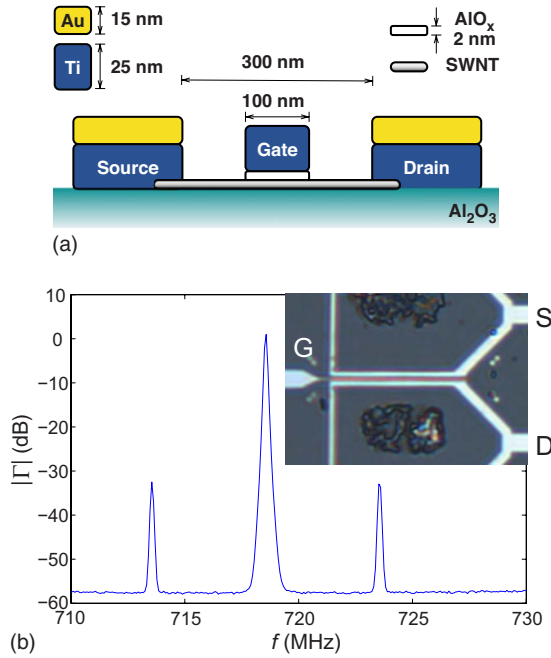 Au
15 nm
Ti
25 nm
AlOₓ
2 nm
SWNT
300 nm
100 nm
Source
Gate
Drain
Al₂O₃
(a)
10
0
−10
−20
−30
−40
−50
−60
|Γ| (dB)
710
715
720
725
730
f (MHz)
G
S
D
(b)